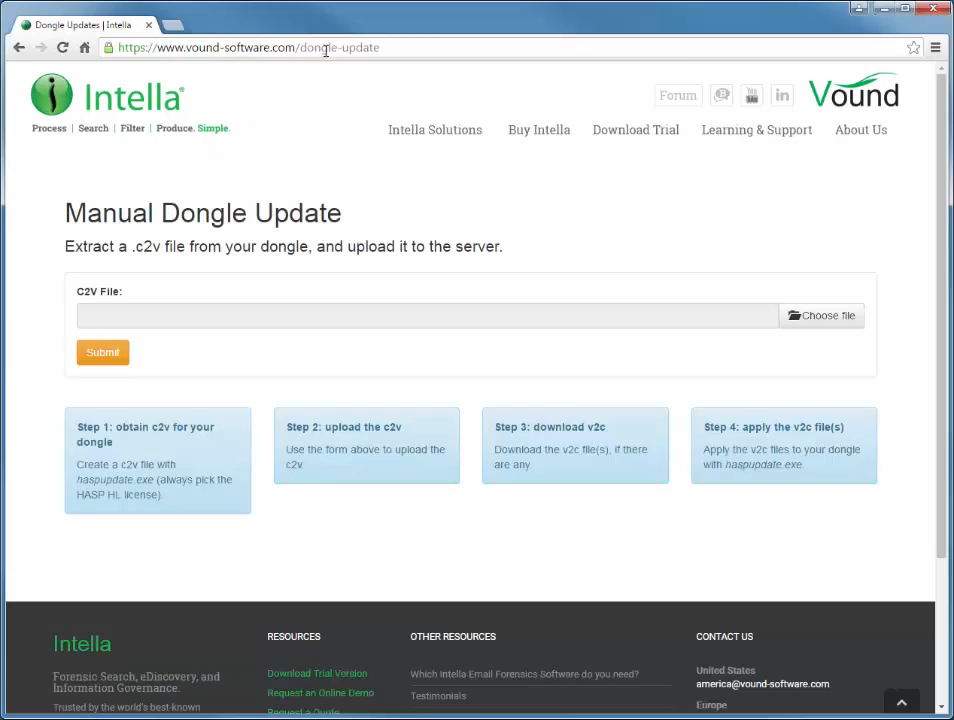 Dongle Updates | Intella
https://www.vound-software.com/dongle-update
Intella®
Process | Search | Filter | Produce. Simple.
Forum
You Tube
in
Vound
Intella Solutions
Buy Intella
Download Trial
Learning & Support
About Us
Manual Dongle Update
Extract a .c2v file from your dongle, and upload it to the server.
C2V File:
Choose file
Submit
Step 1: obtain c2v for your
dongle
Create a c2v file with
haspupdate.exe (always pick the
HASP HL license).
Step 2: upload the c2v
Use the form above to upload the
c2v.
Step 3: download v2c
Download the v2c file(s), if there
are any
Step 4: apply the v2c file(s)
Apply the v2c files to your dongle
with haspupdate.exe.
Intella
Forensic Search, eDiscovery, and
Information Governance.
Trusted by the world's best-known
RESOURCES
Download Trial Version
Request an Online Demo
Request a Quote
OTHER RESOURCES
Which Intella Email Forensics Software do you need?
Testimonials
CONTACT US
United States
america@vound-software.com
Europe